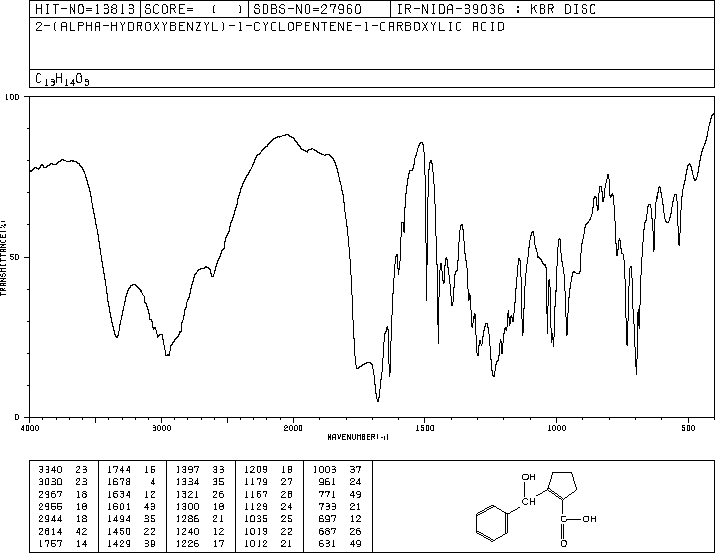 HIT-NO=13813 SCORE= ( ) SDBS-NO=27960 IR-NIDA-39036 : KBR DISC
2-(ALPHA-HYDROXYBENZYL)-1-CYCLOPENTENE-1-CARBOXYLIC ACID
C13H14O3
100
50
0
TRANSMITTANCE(%)
4000 3000 2000 1500 1000 500
WAVENUMBER(-1)
3340 23 1744 16 1397 33 1209 18 1003 37
3030 23 1678 4 1334 35 1179 27 961 24
2967 18 1634 12 1321 26 1167 28 771 49
2955 18 1601 43 1300 18 1129 24 733 21
2944 18 1494 35 1286 21 1035 25 697 12
2614 42 1450 22 1240 12 1019 22 687 26
1757 14 1429 39 1226 17 1012 21 631 49
OH
CH
C—OH
O